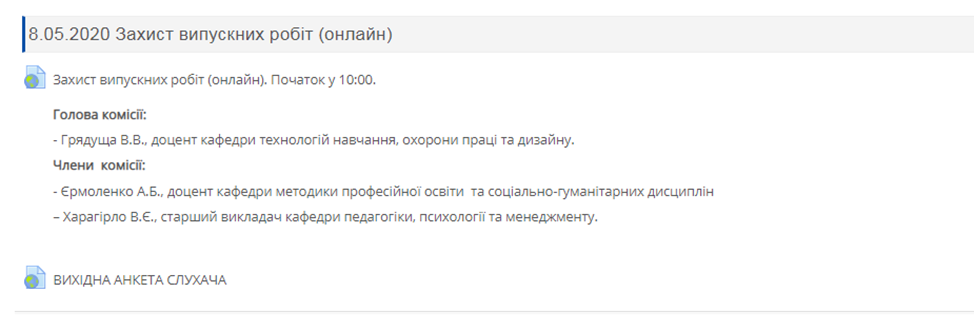 8.05.2020 Захист випускних робіт (онлайн)
Захист випускних робіт (онлайн). Початок у 10:00.
Голова комісії:
- Грядуща В.В., доцент кафедри технологій навчання, охорони праці та дизайну.
Члени  комісії:
- Єрмоленко А.Б., доцент кафедри методики професійної освіти  та соціально-гуманітарних дисциплін
– Харагірло В.Є., старший викладач кафедри педагогіки, психології та менеджменту.
ВИХІДНА АНКЕТА СЛУХАЧА